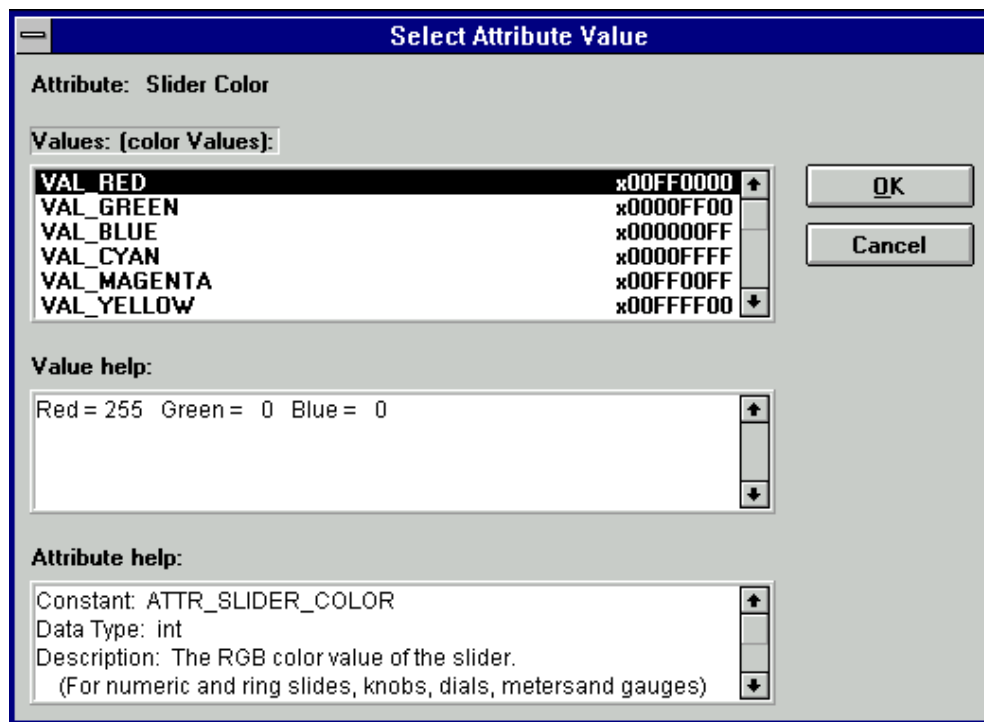 Select Attribute Value
Attribute: Slider Color
Values: (color Values):
VAL_RED x00FF0000
VAL_GREEN x0000FF00
VAL_BLUE x000000FF
VAL_CYAN x0000FFFF
VAL_MAGENTA x00FF00FF
VAL_YELLOW x00FFFF00
OK
Cancel
Value help:
Red = 255 Green = 0 Blue = 0
Attribute help:
Constant: ATTR_SLIDER_COLOR
Data Type: int
Description: The RGB color value of the slider.
(For numeric and ring slides, knobs, dials, metersand gauges)